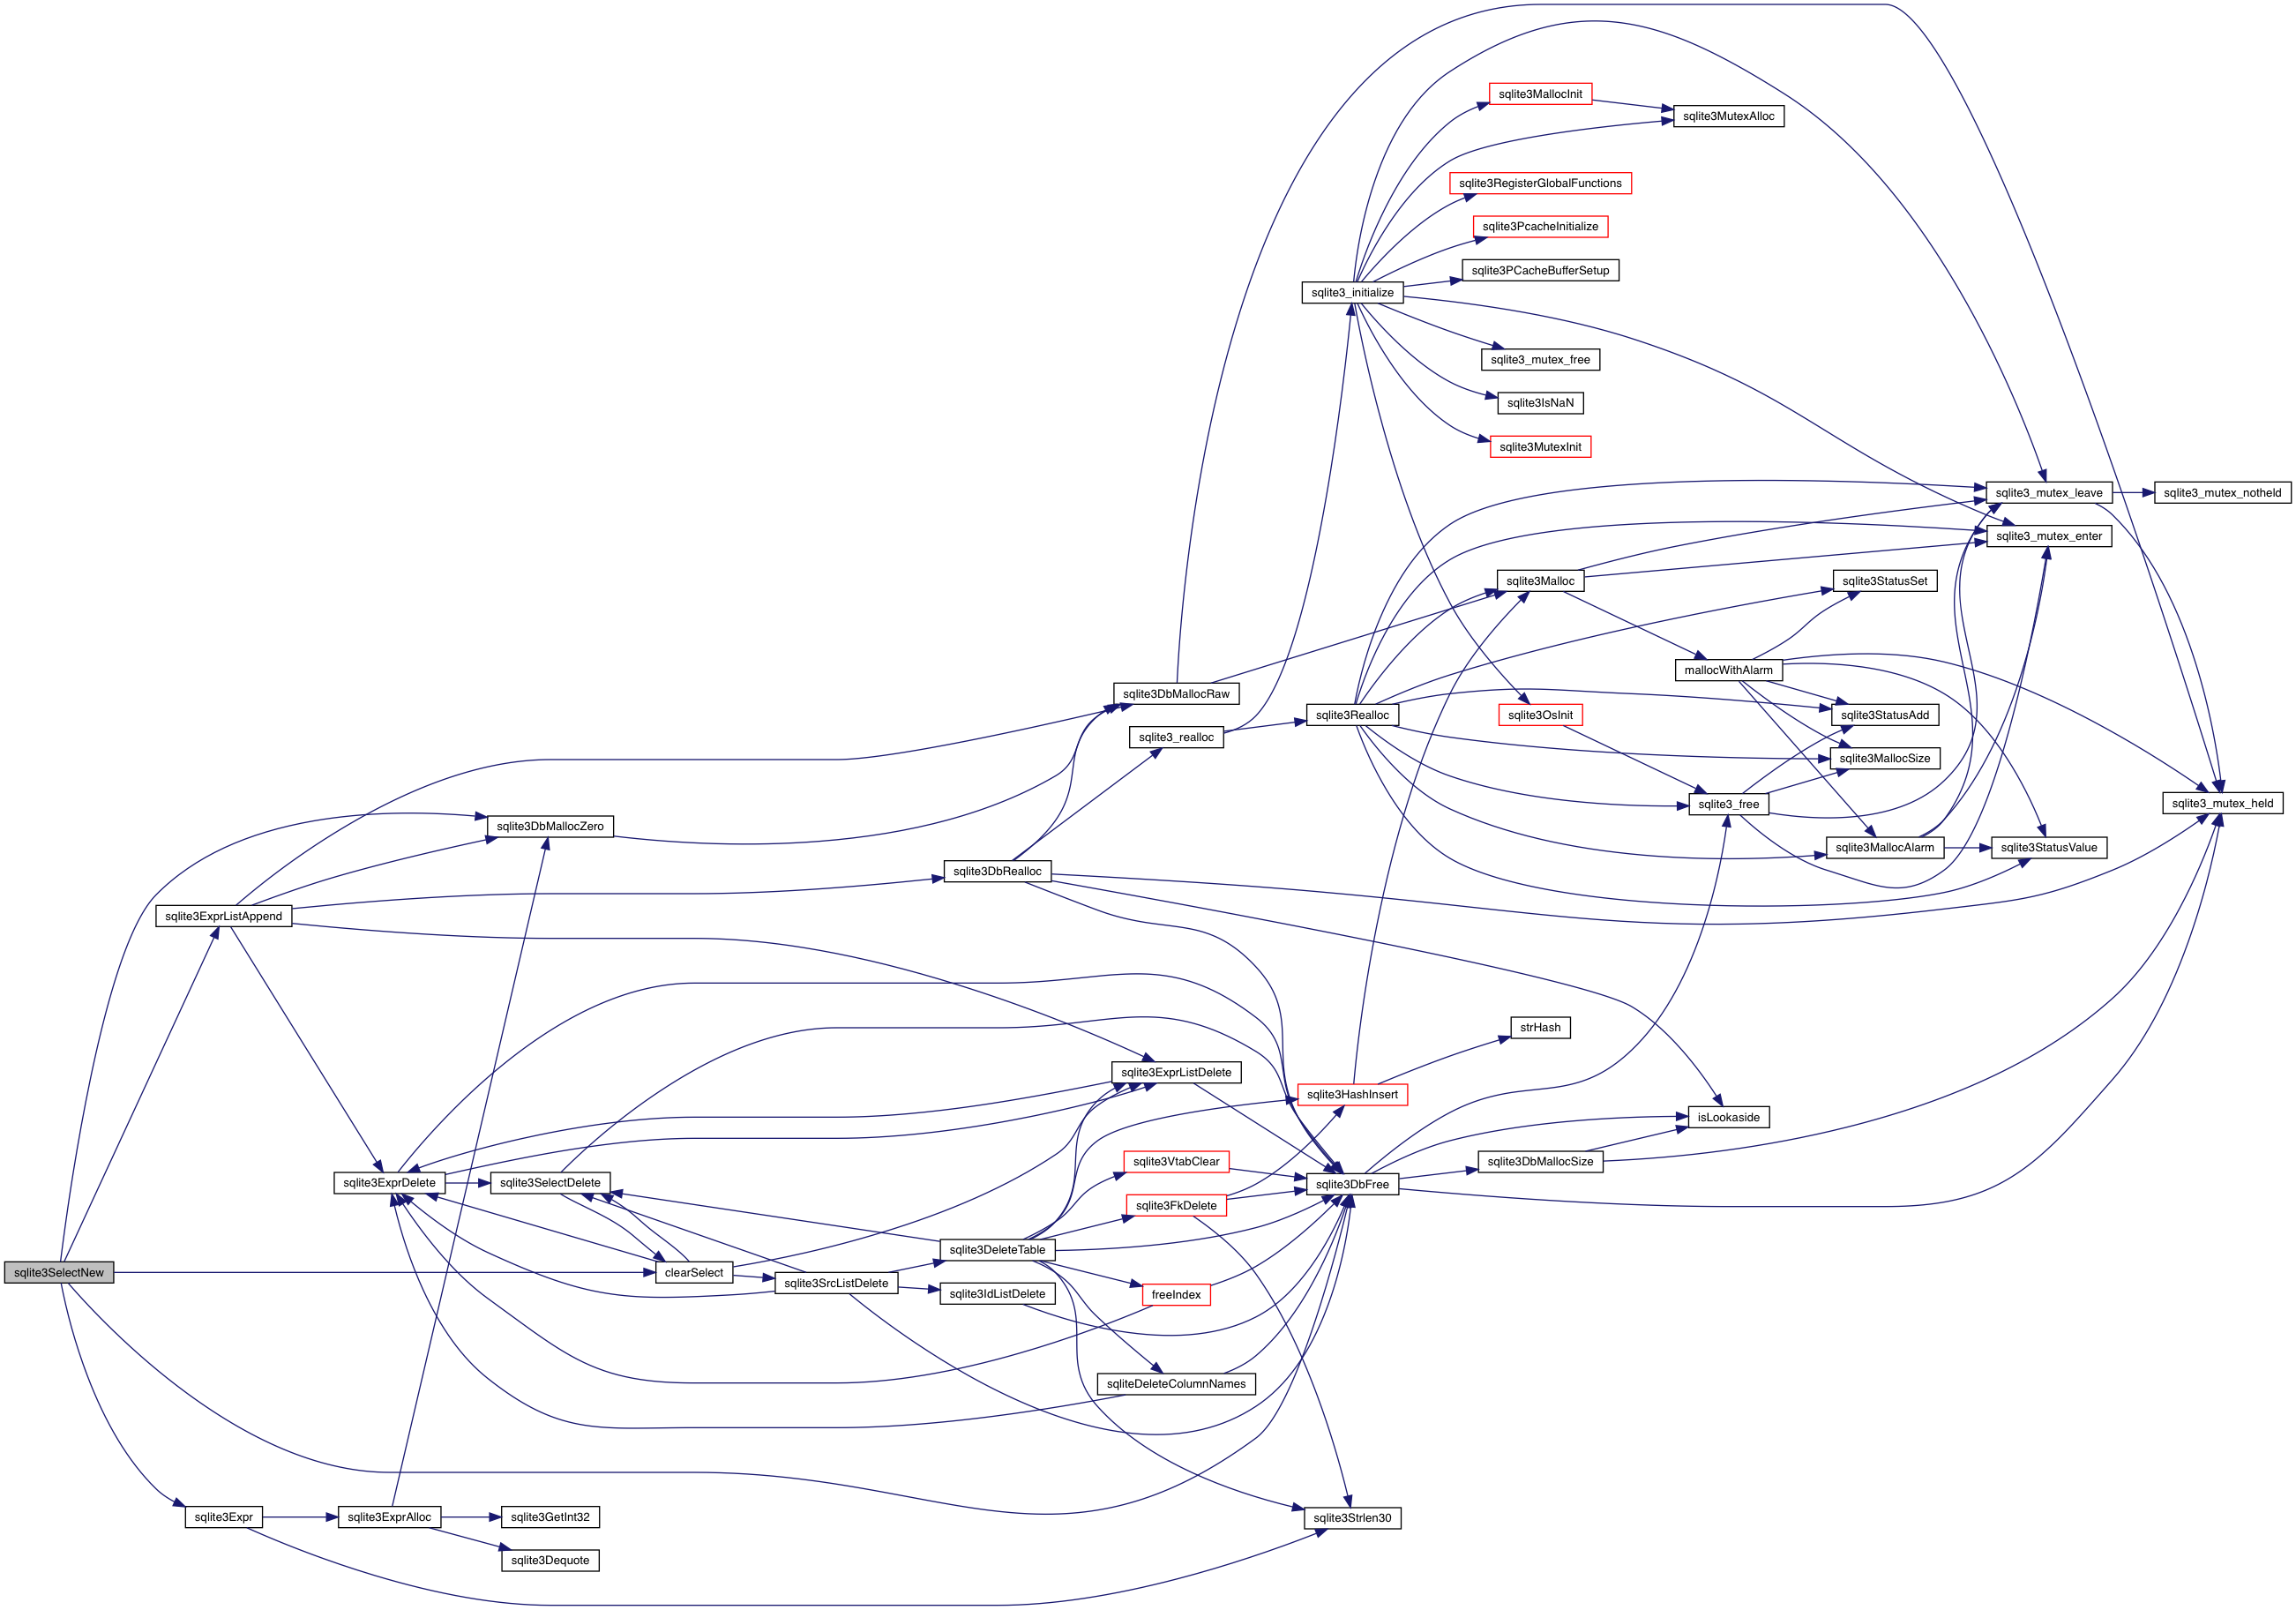 sqlite3MallocInit
sqlite3MutexAlloc
sqlite3RegisterGlobalFunctions
sqlite3PcacheInitialize
sqlite3PCacheBufferSetup
sqlite3_initialize
sqlite3_mutex_free
sqlite3IsNaN
sqlite3MutexInit
sqlite3_mutex_leave
sqlite3_mutex_notheld
sqlite3_mutex_enter
sqlite3Malloc
sqlite3StatusSet
mallocWithAlarm
sqlite3DbMallocRaw
sqlite3Realloc
sqlite3OsInit
sqlite3StatusAdd
sqlite3_realloc
sqlite3MallocSize
sqlite3_free
sqlite3_mutex_held
sqlite3DbMallocZero
sqlite3MallocAlarm
sqlite3StatusValue
sqlite3DbRealloc
sqlite3ExprListAppend
strHash
sqlite3ExprListDelete
sqlite3HashInsert
isLookaside
sqlite3VtabClear
sqlite3DbMallocSize
sqlite3ExprDelete
sqlite3SelectDelete
sqlite3DbFree
sqlite3FkDelete
sqlite3DeleteTable
sqlite3SelectNew
clearSelect
sqlite3SrcListDelete
sqlite3IdListDelete
freeIndex
sqliteDeleteColumnNames
sqlite3Expr
sqlite3ExprAlloc
sqlite3GetInt32
sqlite3Strlen30
sqlite3Dequote